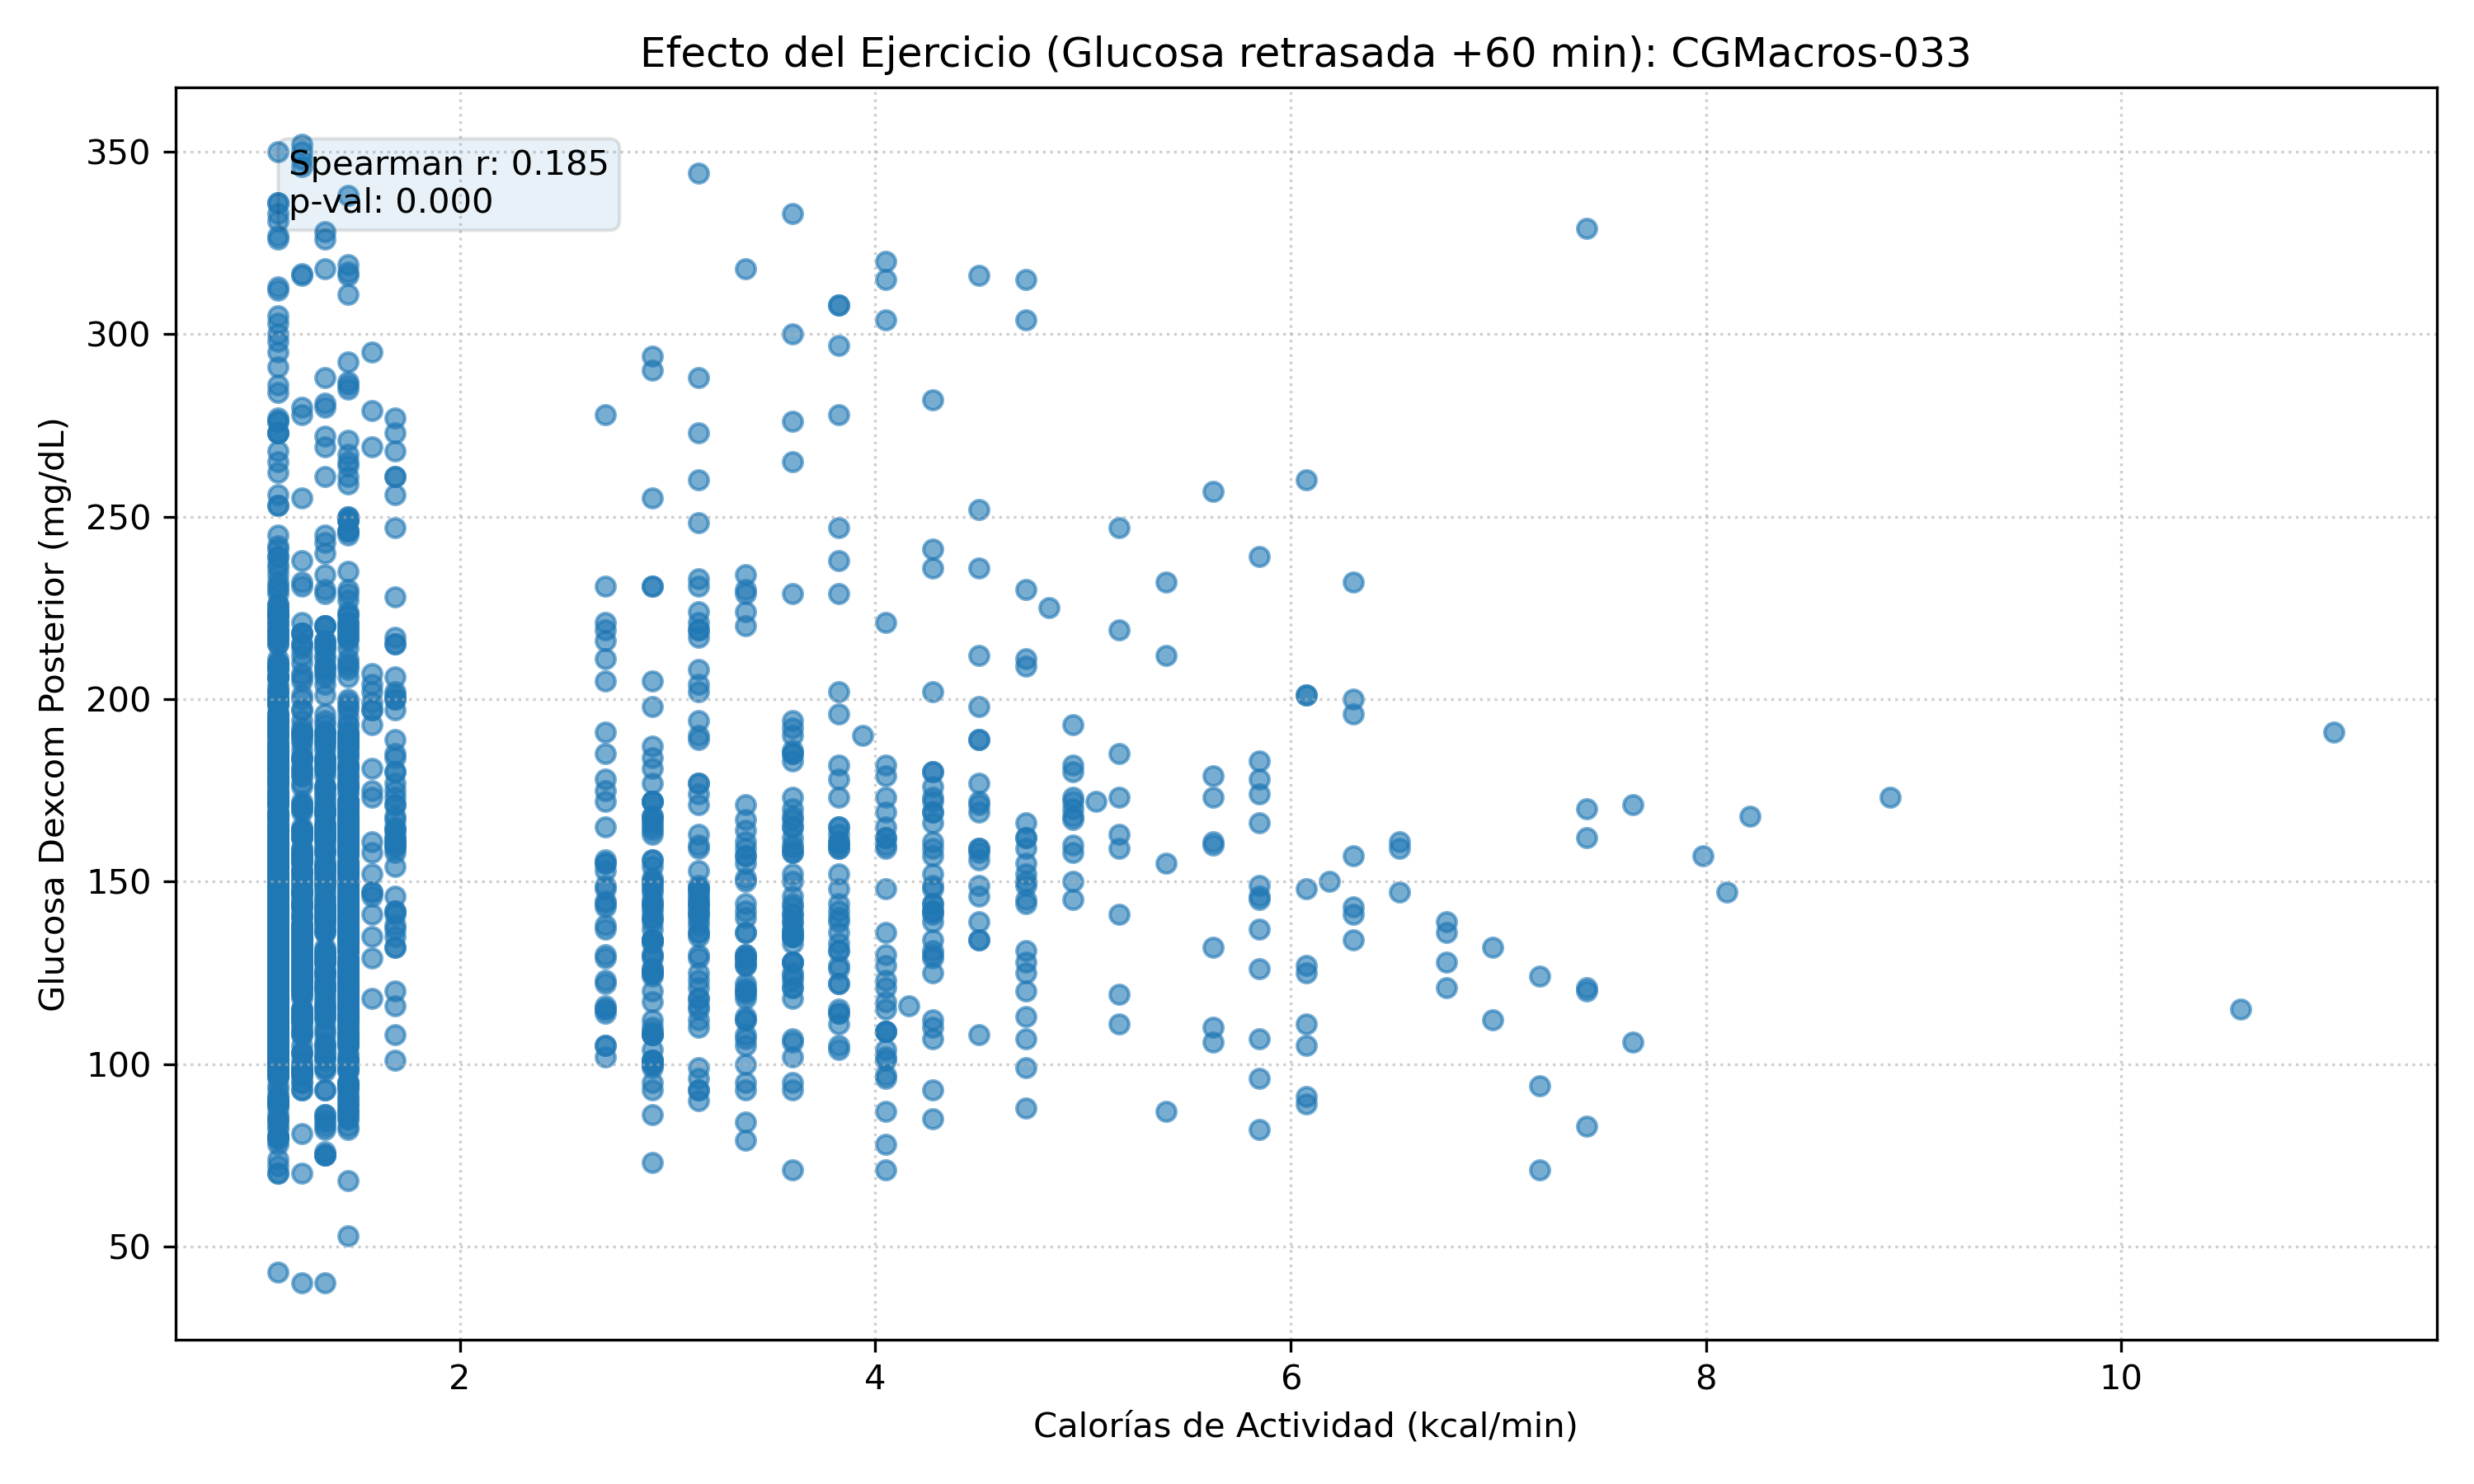 Efecto del Ejercicio (Glucosa retrasada +60 min): CGMacros-033
Spearman r: 0.185
p-val: 0.000
Glucosa Dexcom Posterior (mg/dL)
350
300
250
200
150
100
50
2 4 6 8 10
Calorías de Actividad (kcal/min)